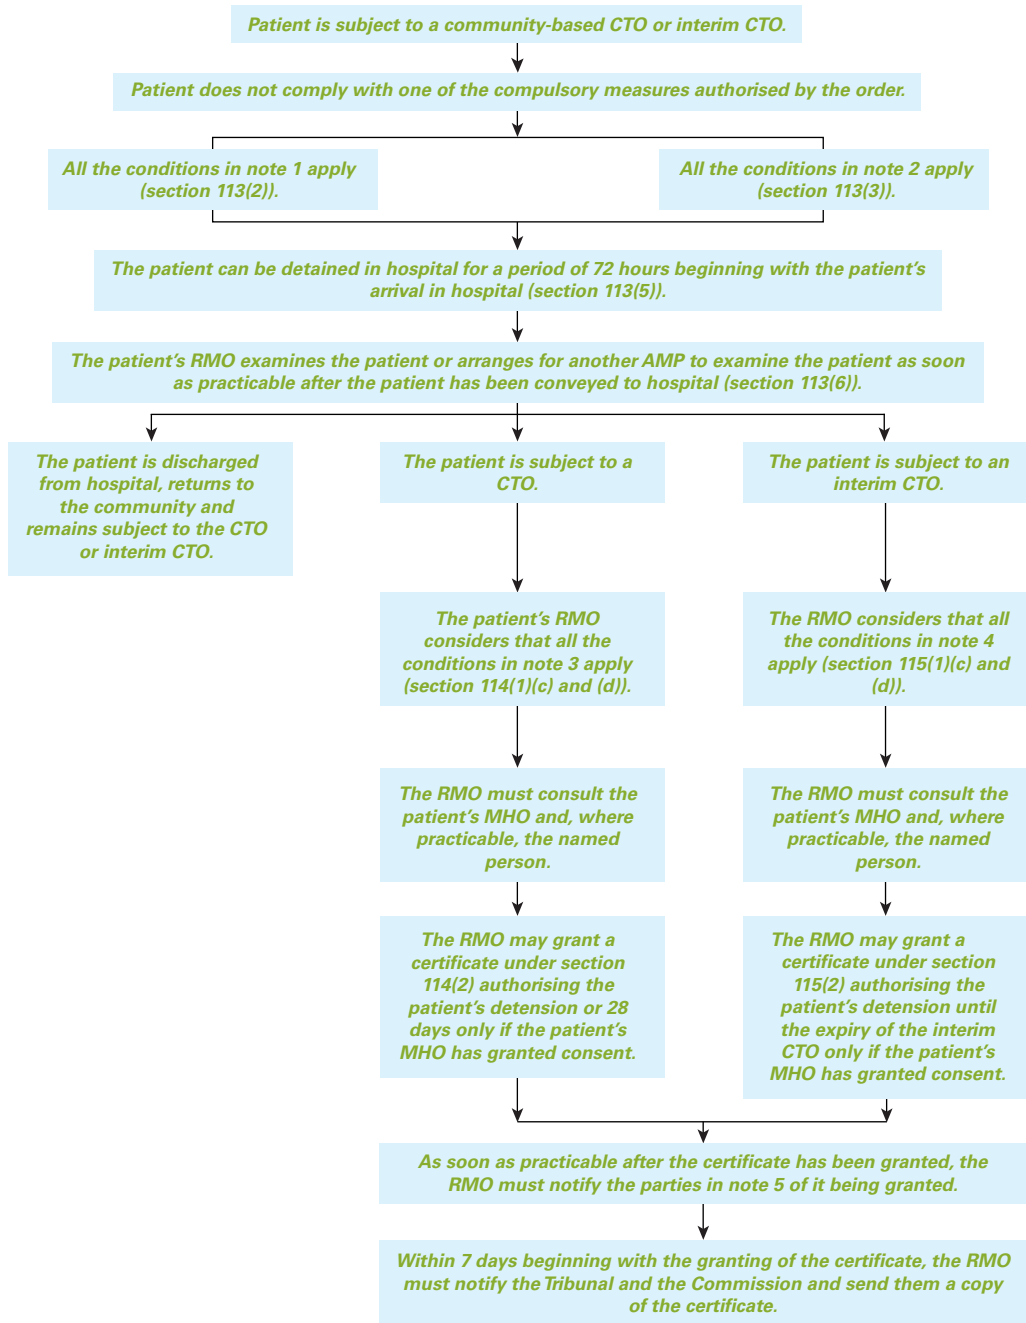 Patient is subject to a community-based CTO or interim CTO.
Patient does not comply with one of the compulsory measures authorised by the order.
All the conditions in note 1 apply
(section 113(2)).
All the conditions in note 2 apply
(section 113(3)).
The patient can be detained in hospital for a period of 72 hours beginning with the patient's
arrival in hospital (section 113(5)).
The patient's RMO examines the patient or arranges for another AMP to examine the patient as soon
as practicable after the patient has been conveyed to hospital (section 113(6)).
The patient is discharged
from hospital, returns to
the community and
remains subject to the CTO
or interim CTO.
The patient is subject to a
CTO.
The patient is subject to an
interim CTO.
The patient's RMO
considers that all the
conditions in note 3 apply
(section 114(1)(c) and (d)).
The RMO considers that all
the conditions in note 4
apply (section 115(1)(c) and
(d)).
The RMO must consult the
patient's MHO and, where
practicable, the named
person.
The RMO must consult the
patient's MHO and, where
practicable, the named
person.
The RMO may grant a
certificate under section
114(2) authorising the
patient's detension or 28
days only if the patient's
MHO has granted consent.
The RMO may grant a
certificate under section
115(2) authorising the
patient's detension until
the expiry of the interim
CTO only if the patient's
MHO has granted consent.
As soon as practicable after the certificate has been granted, the
RMO must notify the parties in note 5 of it being granted.
Within 7 days beginning with the granting of the certificate, the RMO
must notify the Tribunal and the Commission and send them a copy
of the certificate.